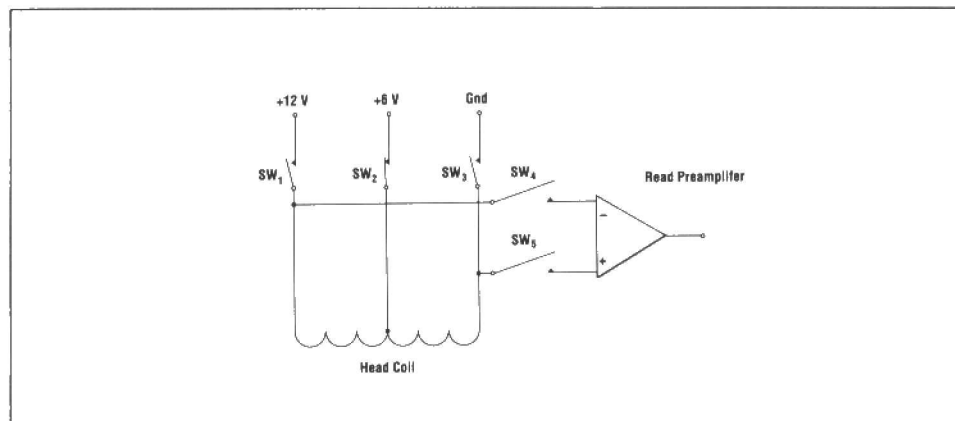 +12 V +6 V Gnd
SW1 SW2 SW3 SW4 Read Preamplifer
SW5
−
+
Head Coil